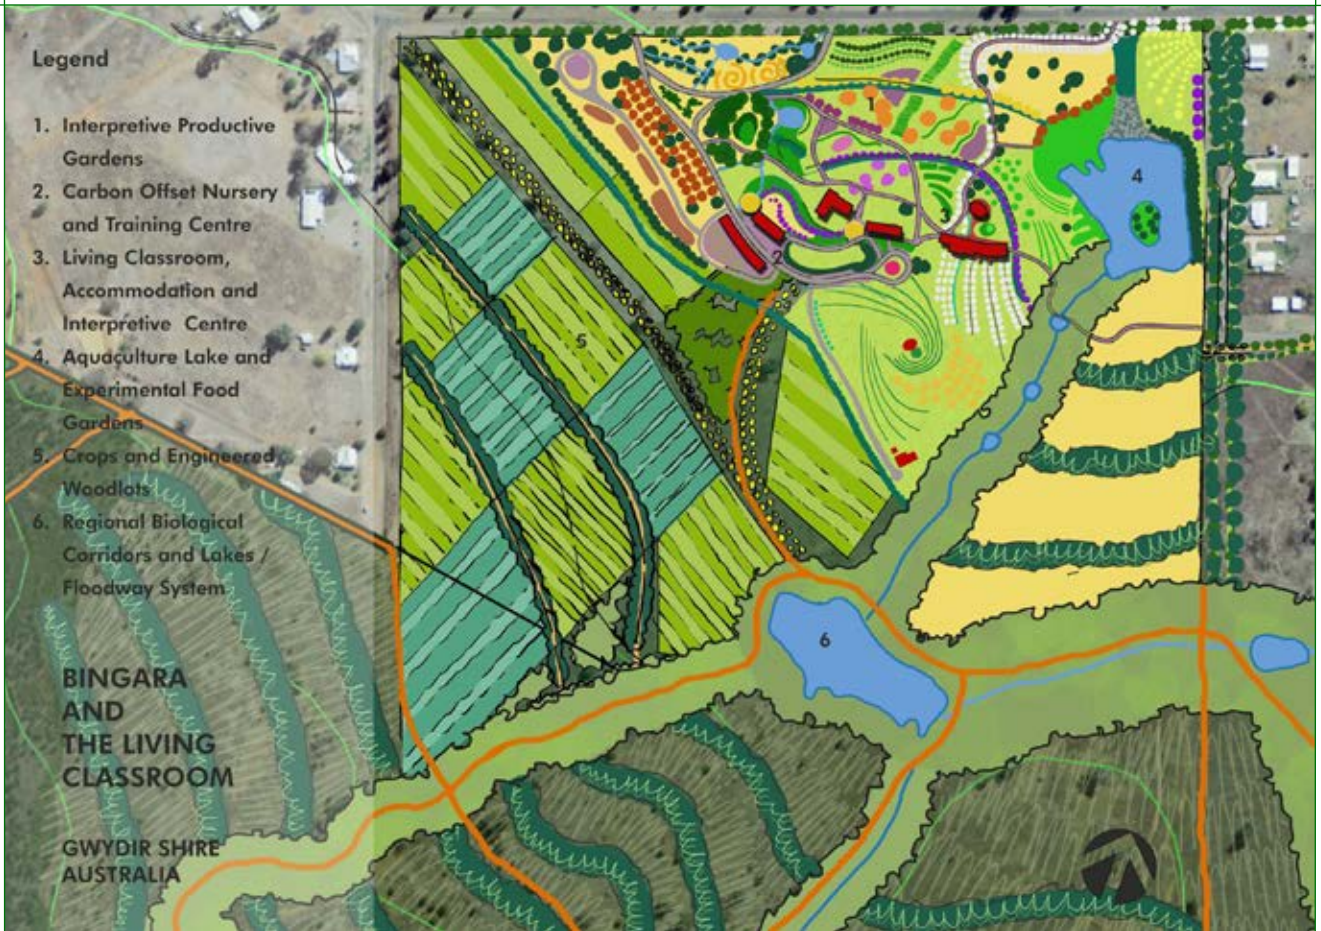 Legend
1. Interpretive Productive
Gardens
2. Carbon Offset Nursery
and Training Centre
3. Living Classroom,
Accommodation and
Interpretive Centre
4. Aquaculture Lake and
Experimental Food
Gardens
5. Crops and Engineered
Woodlots
6. Regional Biological
Corridors and Lakes /
Floodway System
BINGARA
AND
THE LIVING
CLASSROOM
GWYDIR SHIRE
AUSTRALIA
1
4
3
2
5
6